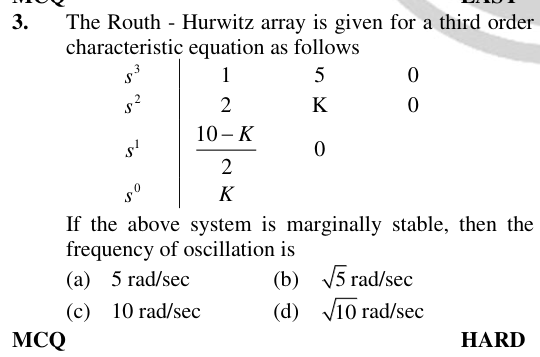 3. The Routh - Hurwitz array is given for a third order
characteristic equation as follows
s³ | 1 5 0
s² | 2 K 0
s¹ | (10 – K)/2 0
s⁰ | K
If the above system is marginally stable, then the
frequency of oscillation is
(a) 5 rad/sec (b) √5 rad/sec
(c) 10 rad/sec (d) √10 rad/sec
MCQ HARD